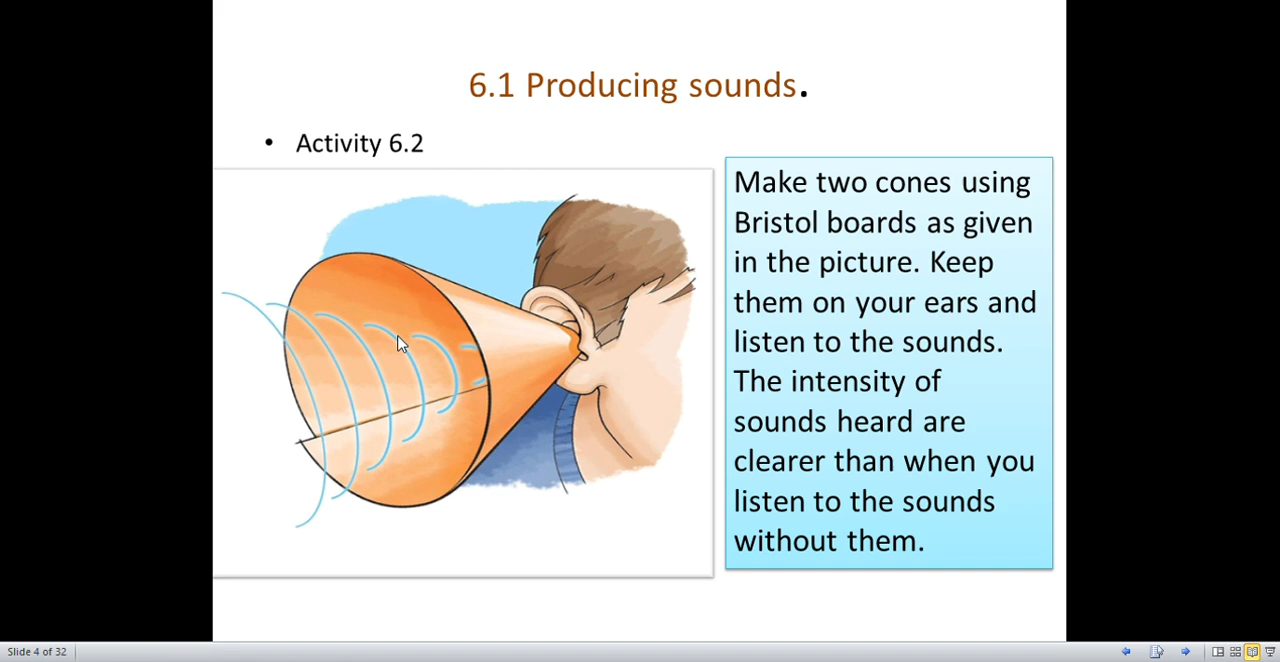 6.1 Producing sounds.
• Activity 6.2
Make two cones using
Bristol boards as given
in the picture. Keep
them on your ears and
listen to the sounds.
The intensity of
sounds heard are
clearer than when you
listen to the sounds
without them.
Slide 4 of 32